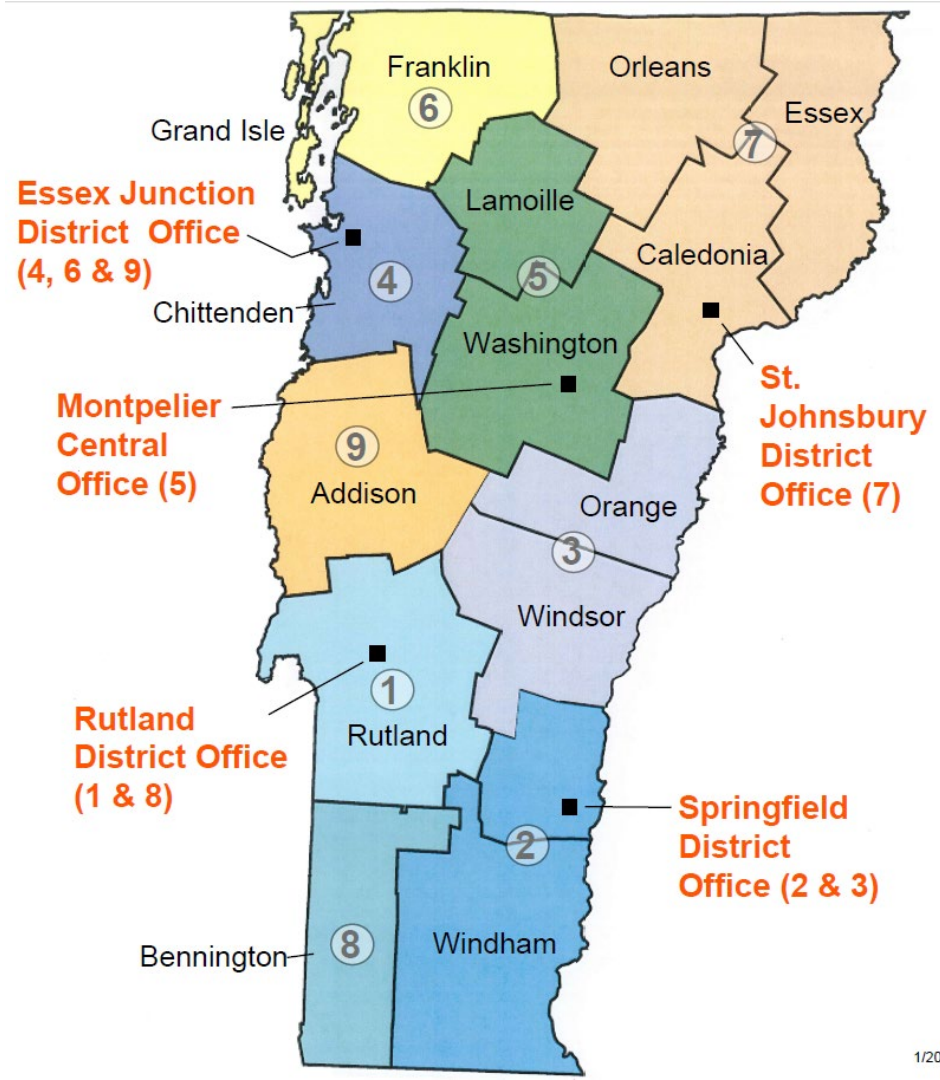 Franklin
Orleans
6
Essex
Grand Isle
7
Essex Junction
District Office
(4, 6 & 9)
Lamoille
Caledonia
4
5
Chittenden
Washington
St.
Johnsbury
District
Office (7)
Montpelier
Central
Office (5)
9
Addison
Orange
3
Windsor
1
Rutland
Rutland
District Office
(1 & 8)
Springfield
District
Office (2 & 3)
2
8
Windham
Bennington
1/20